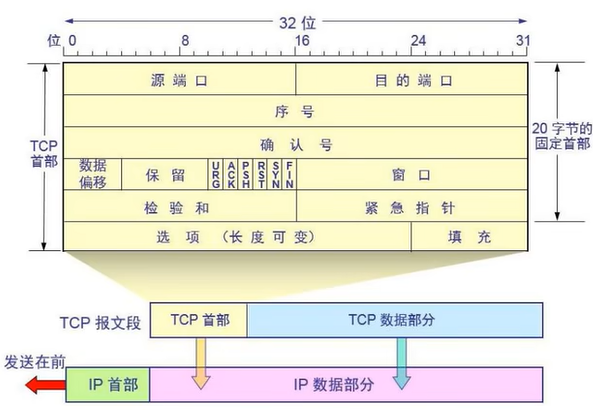 32 位
位 0 8 16 24 31
源 端 口 目 的 端 口
序 号
TCP 首部
确 认 号
20 字节的 固定首部
数据 偏移 保 留 URG ACK PSH RST SYN FIN 窗 口
检 验 和 紧 急 指 针
选 项 （长 度 可 变） 填 充
TCP 报文段 TCP 首部 TCP 数据部分
发送在前
IP 首部 IP 数据部分